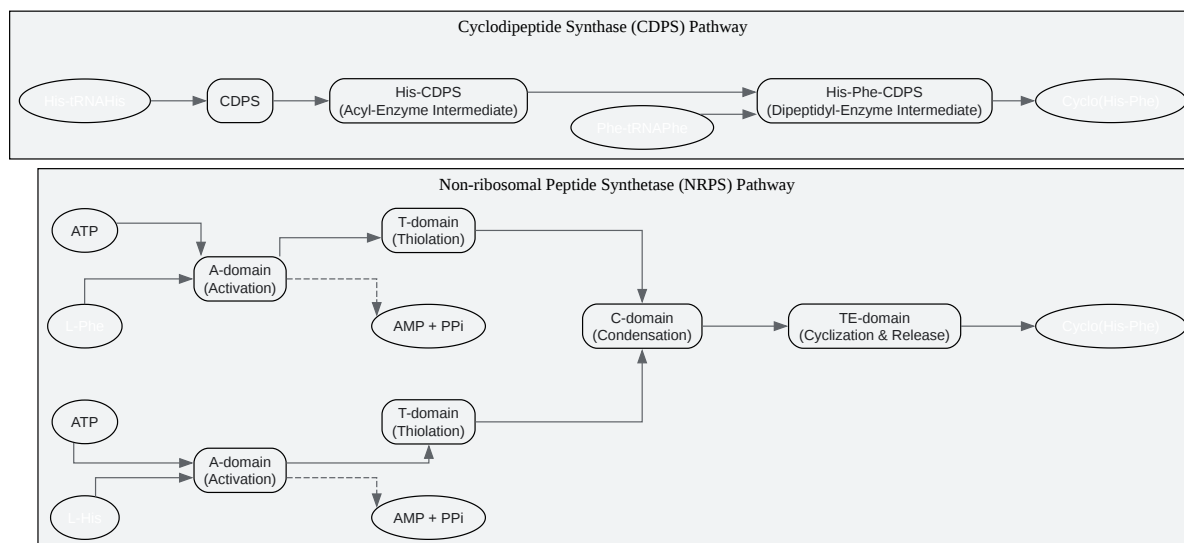 Cyclodipeptide Synthase (CDPS) Pathway
His-tRNAHis
CDPS
His-CDPS
(Acyl-Enzyme Intermediate)
Phe-tRNAPhe
His-Phe-CDPS
(Dipeptidyl-Enzyme Intermediate)
Cyclo(His-Phe)
Non-ribosomal Peptide Synthetase (NRPS) Pathway
ATP
L-Phe
A-domain
(Activation)
T-domain
(Thiolation)
AMP + PPi
C-domain
(Condensation)
TE-domain
(Cyclization & Release)
Cyclo(His-Phe)
ATP
L-His
A-domain
(Activation)
T-domain
(Thiolation)
AMP + PPi